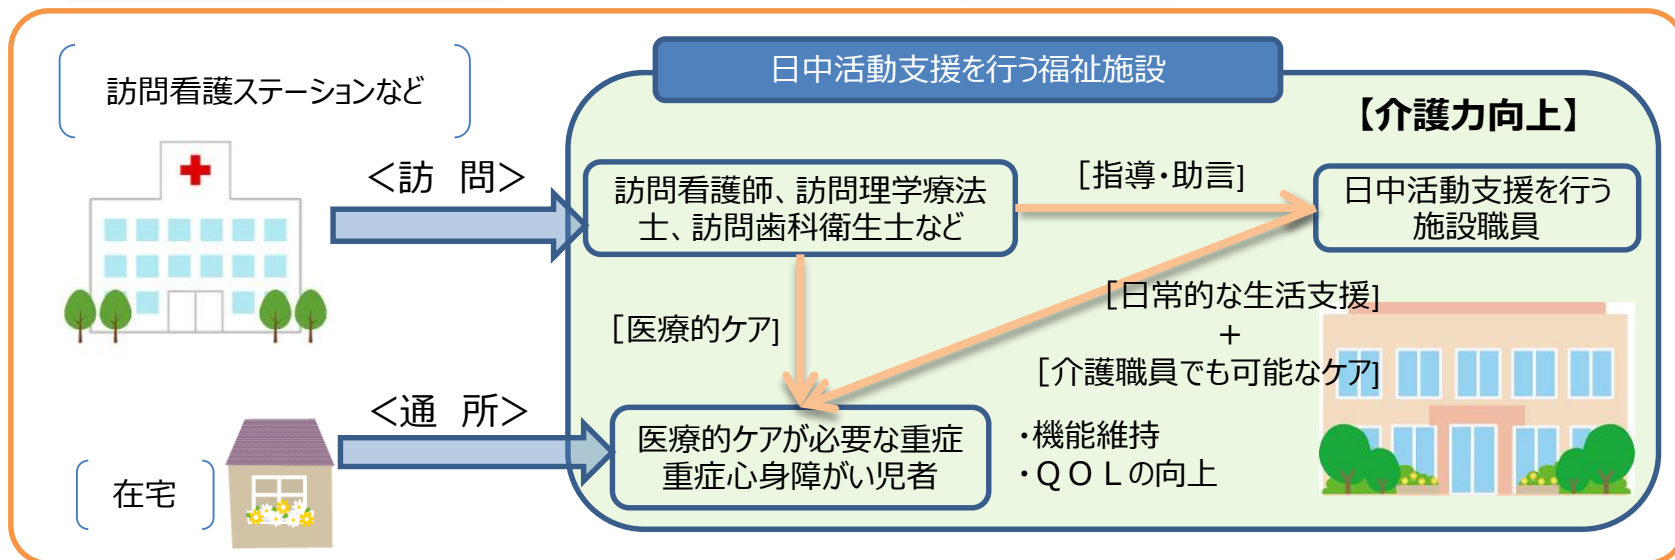 日中活動支援を行う福祉施設
訪問看護ステーションなど
【介護力向上】
<訪　問>
訪問看護師、訪問理学療法
士、訪問歯科衛生士など
[指導・助言]
日中活動支援を行う
施設職員
[医療的ケア]
[日常的な生活支援]
+
[介護職員でも可能なケア]
<通　所>
在宅
医療的ケアが必要な重症
重症心身障がい児者
・機能維持
・ＱＯＬの向上